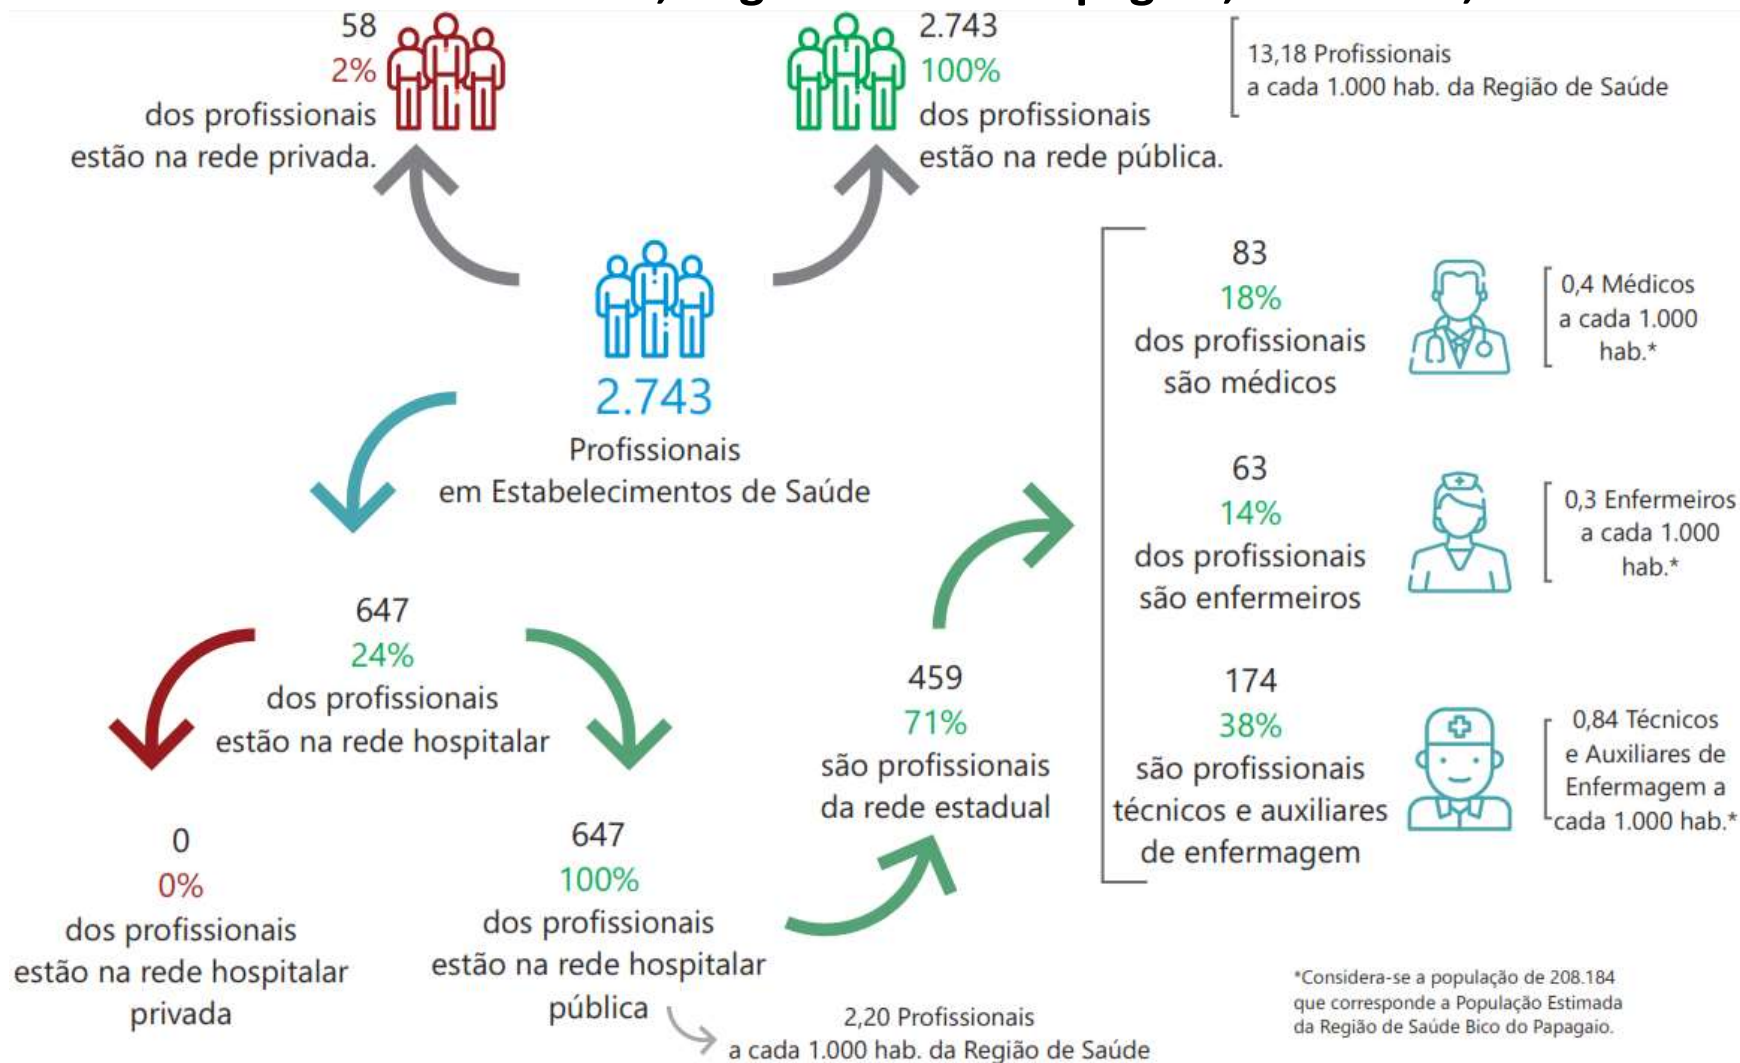 58
2%
dos profissionais
estão na rede privada.
2.743
100%
dos profissionais
estão na rede pública.
13,18 Profissionais
a cada 1.000 hab. da Região de Saúde
2.743
Profissionais
em Estabelecimentos de Saúde
647
24%
dos profissionais
estão na rede hospitalar
0
0%
dos profissionais
estão na rede hospitalar
privada
647
100%
dos profissionais
estão na rede hospitalar
pública
2,20 Profissionais
a cada 1.000 hab. da Região de Saúde
459
71%
são profissionais
da rede estadual
83
18%
dos profissionais
são médicos
0,4 Médicos
a cada 1.000
hab.*
63
14%
dos profissionais
são enfermeiros
0,3 Enfermeiros
a cada 1.000
hab.*
174
38%
são profissionais
técnicos e auxiliares
de enfermagem
0,84 Técnicos
e Auxiliares de
Enfermagem a
cada 1.000 hab.*
*Considera-se a população de 208.184
que corresponde a População Estimada
da Região de Saúde Bico do Papagaio.